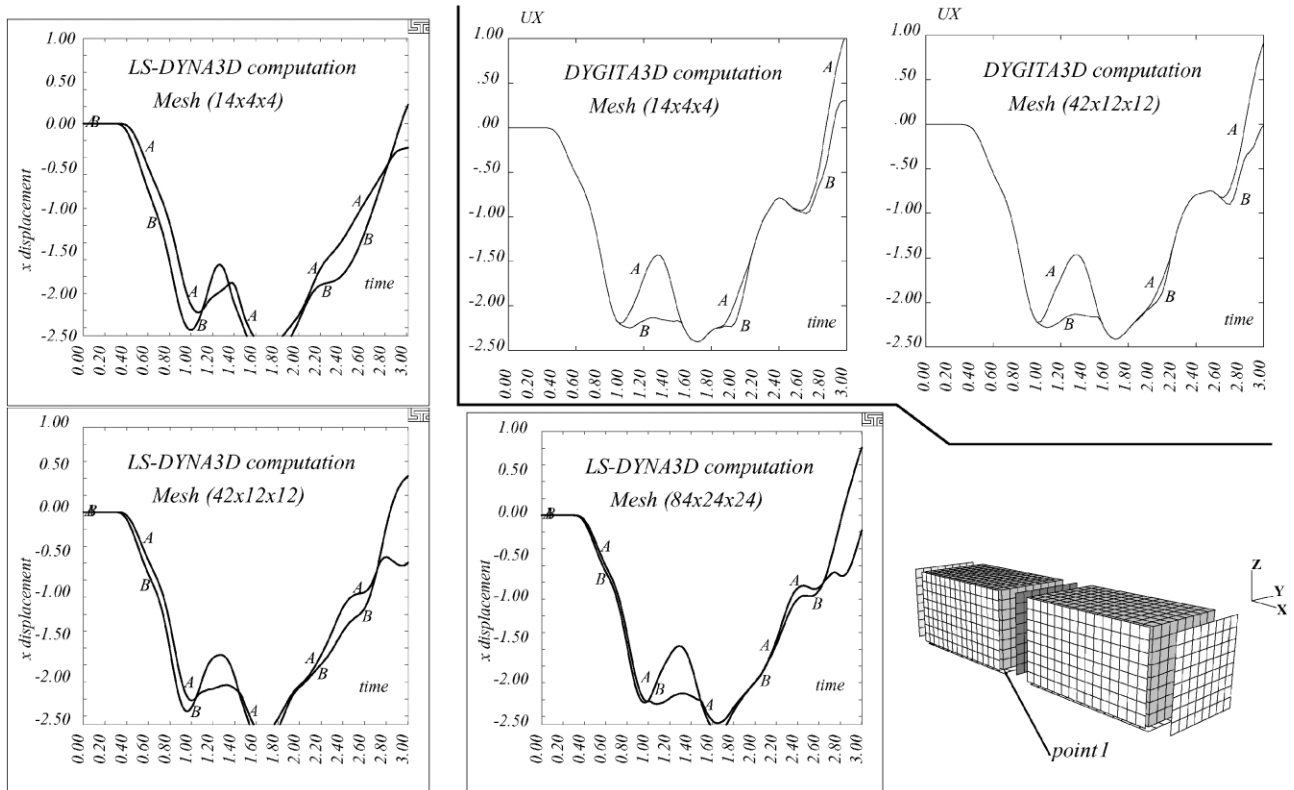 1.00
LS-DYNA3D computation
Mesh (14x4x4)
0.50
0.00
AB
A
-0.50
-1.00
B
A
x displacement
-1.50
A
B
-2.00
time
A
B
B
A
-2.50
0.00 0.20 0.40 0.60 0.80 1.00 1.20 1.40 1.60 1.80 2.00 2.20 2.40 2.60 2.80 3.00
UX
1.00
DYGITA3D computation
Mesh (14x4x4)
A
.50
.00
-.50
B
-1.00
-1.50
A
A
-2.00
time
B
B
-2.50
0.00 0.20 0.40 0.60 0.80 1.00 1.20 1.40 1.60 1.80 2.00 2.20 2.40 2.60 2.80 3.00
UX
1.00
DYGITA3D computation
Mesh (42x12x12)
.50
.00
A
-.50
-1.00
B
-1.50
A
A
-2.00
time
B
B
-2.50
0.00 0.20 0.40 0.60 0.80 1.00 1.20 1.40 1.60 1.80 2.00 2.20 2.40 2.60 2.80 3.00
1.00
LS-DYNA3D computation
Mesh (42x12x12)
0.50
0.00
A
-0.50
B
-1.00
A
B
x displacement
-1.50
A
B
-2.00
time
A
B
A
-2.50
0.00 0.20 0.40 0.60 0.80 1.00 1.20 1.40 1.60 1.80 2.00 2.20 2.40 2.60 2.80 3.00
1.00
LS-DYNA3D computation
Mesh (84x24x24)
0.50
0.00
A
-0.50
B
A
-1.00
B
x displacement
-1.50
A
B
-2.00
time
A
B
A
-2.50
0.00 0.20 0.40 0.60 0.80 1.00 1.20 1.40 1.60 1.80 2.00 2.20 2.40 2.60 2.80 3.00
Z
Y
X
point I